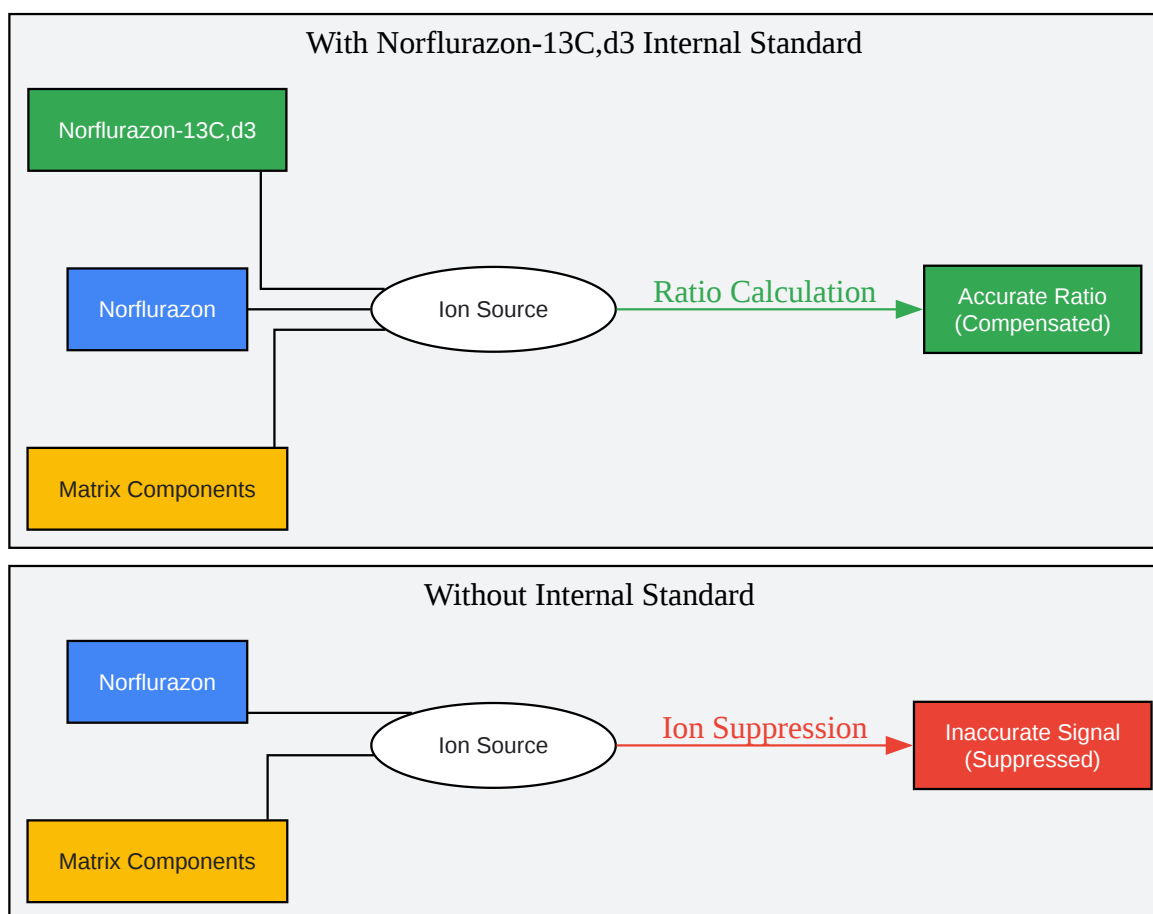 With Norflurazon-13C,d3 Internal Standard
Norflurazon-13C,d3
Norflurazon
Ion Source
Ratio Calculation
Accurate Ratio
(Compensated)
Matrix Components
Without Internal Standard
Norflurazon
Ion Source
Ion Suppression
Inaccurate Signal
(Suppressed)
Matrix Components